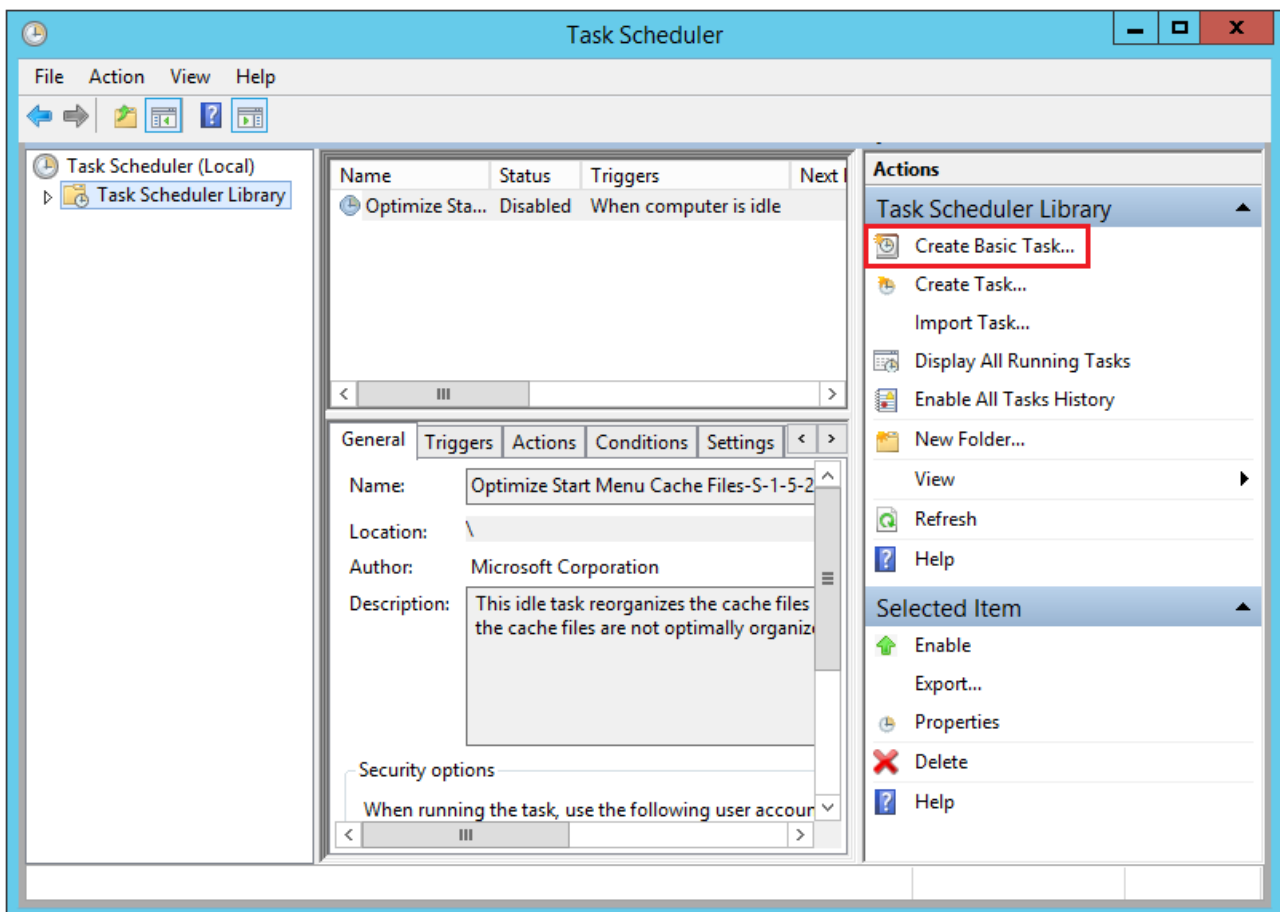 Task Scheduler
File Action View Help
Task Scheduler (Local)
Task Scheduler Library
Name Status Triggers Next
Optimize Sta... Disabled When computer is idle
General Triggers Actions Conditions Settings
Name: Optimize Start Menu Cache Files-S-1-5-2
Location: \
Author: Microsoft Corporation
Description: This idle task reorganizes the cache files
the cache files are not optimally organiz
Security options
When running the task, use the following user accour
Actions
Task Scheduler Library
Create Basic Task...
Create Task...
Import Task...
Display All Running Tasks
Enable All Tasks History
New Folder...
View
Refresh
Help
Selected Item
Enable
Export...
Properties
Delete
Help